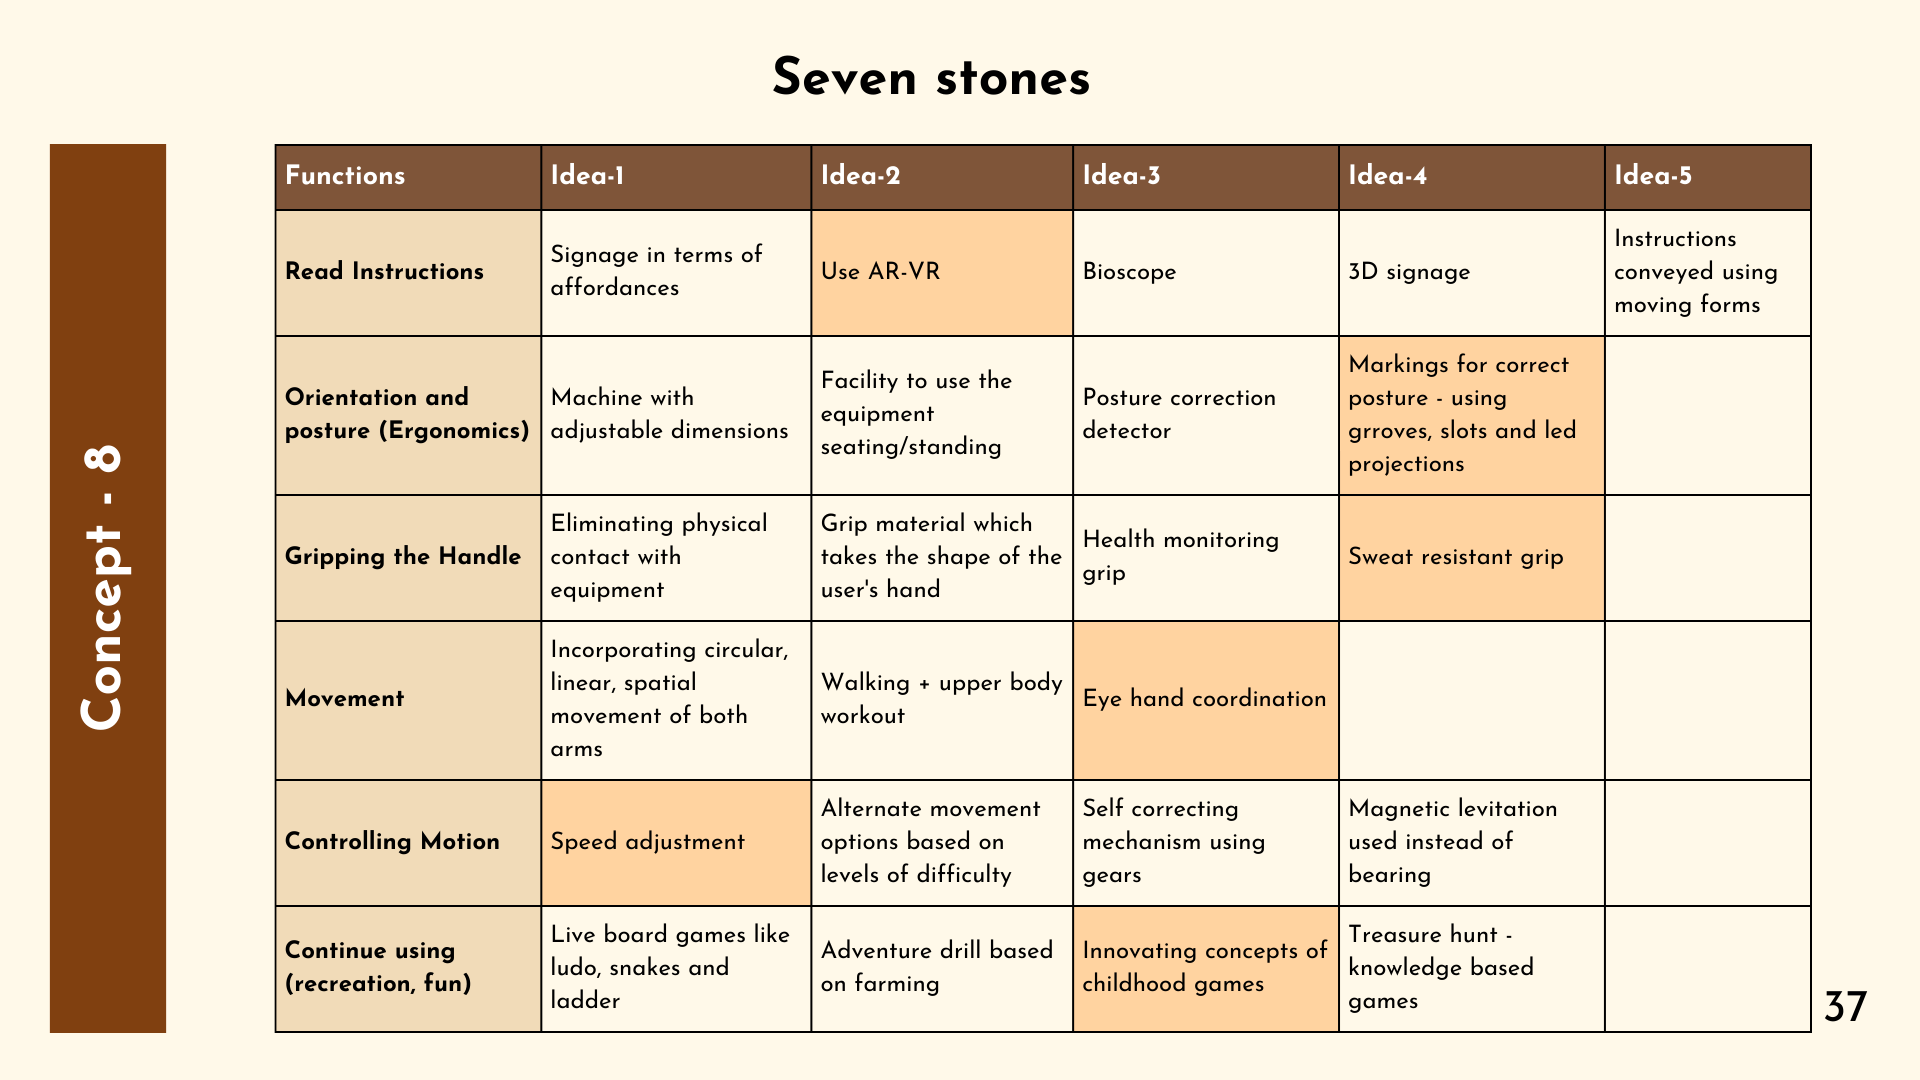 Seven stones
Concept - 8
Functions
Idea-1
Idea-2
Idea-3
Idea-4
Idea-5
Read Instructions
Signage in terms of
affordances
Use AR-VR
Bioscope
3D signage
Instructions
conveyed using
moving forms
Orientation and
posture (Ergonomics)
Machine with
adjustable dimensions
Facility to use the
equipment
seating/standing
Posture correction
detector
Markings for correct
posture - using
grroves, slots and led
projections
Gripping the Handle
Eliminating physical
contact with
equipment
Grip material which
takes the shape of the
user's hand
Health monitoring
grip
Sweat resistant grip
Movement
Incorporating circular,
linear, spatial
movement of both
arms
Walking + upper body
workout
Eye hand coordination
Controlling Motion
Speed adjustment
Alternate movement
options based on
levels of difficulty
Self correcting
mechanism using
gears
Magnetic levitation
used instead of
bearing
Continue using
(recreation, fun)
Live board games like
ludo, snakes and
ladder
Adventure drill based
on farming
Innovating concepts of
childhood games
Treasure hunt -
knowledge based
games
37